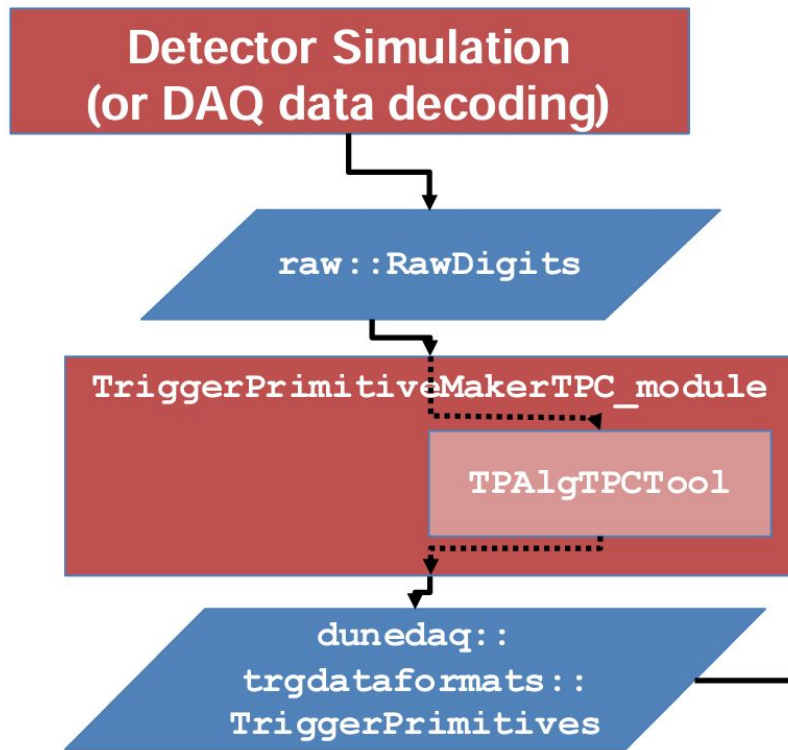 Detector Simulation
(or DAQ data decoding)
raw::RawDigits
TriggerPrimitiveMakerTPC_module
TPAlgTPCTool
dunedaq::
trgdataformats::
TriggerPrimitives